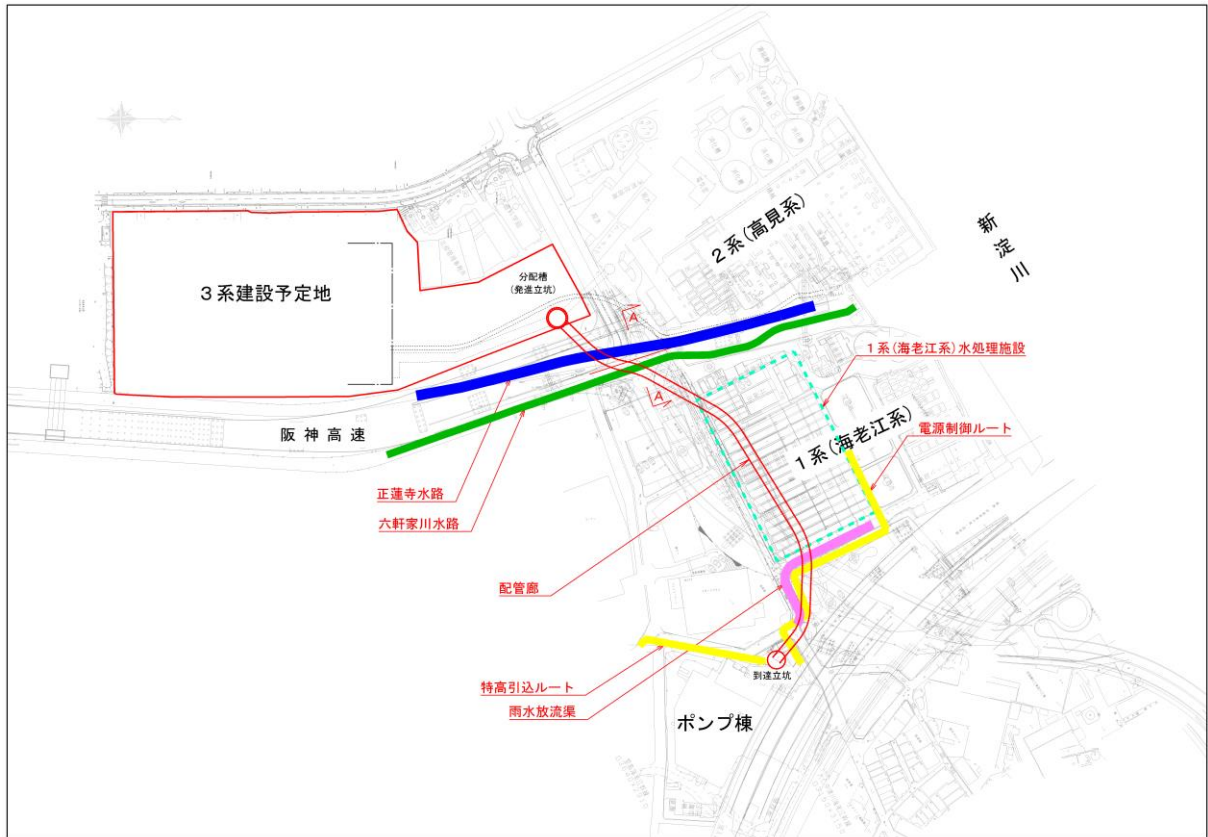 2系(高見系)
新淀川
3系建設予定地
分配槽
(発進立坑)
A
A
1系(海老江系)水処理施設
阪神高速
1系(海老江系)
電源制御ルート
正蓮寺水路
六軒家川水路
配管廊
特高引込ルート
到達立坑
雨水放流渠
ポンプ棟